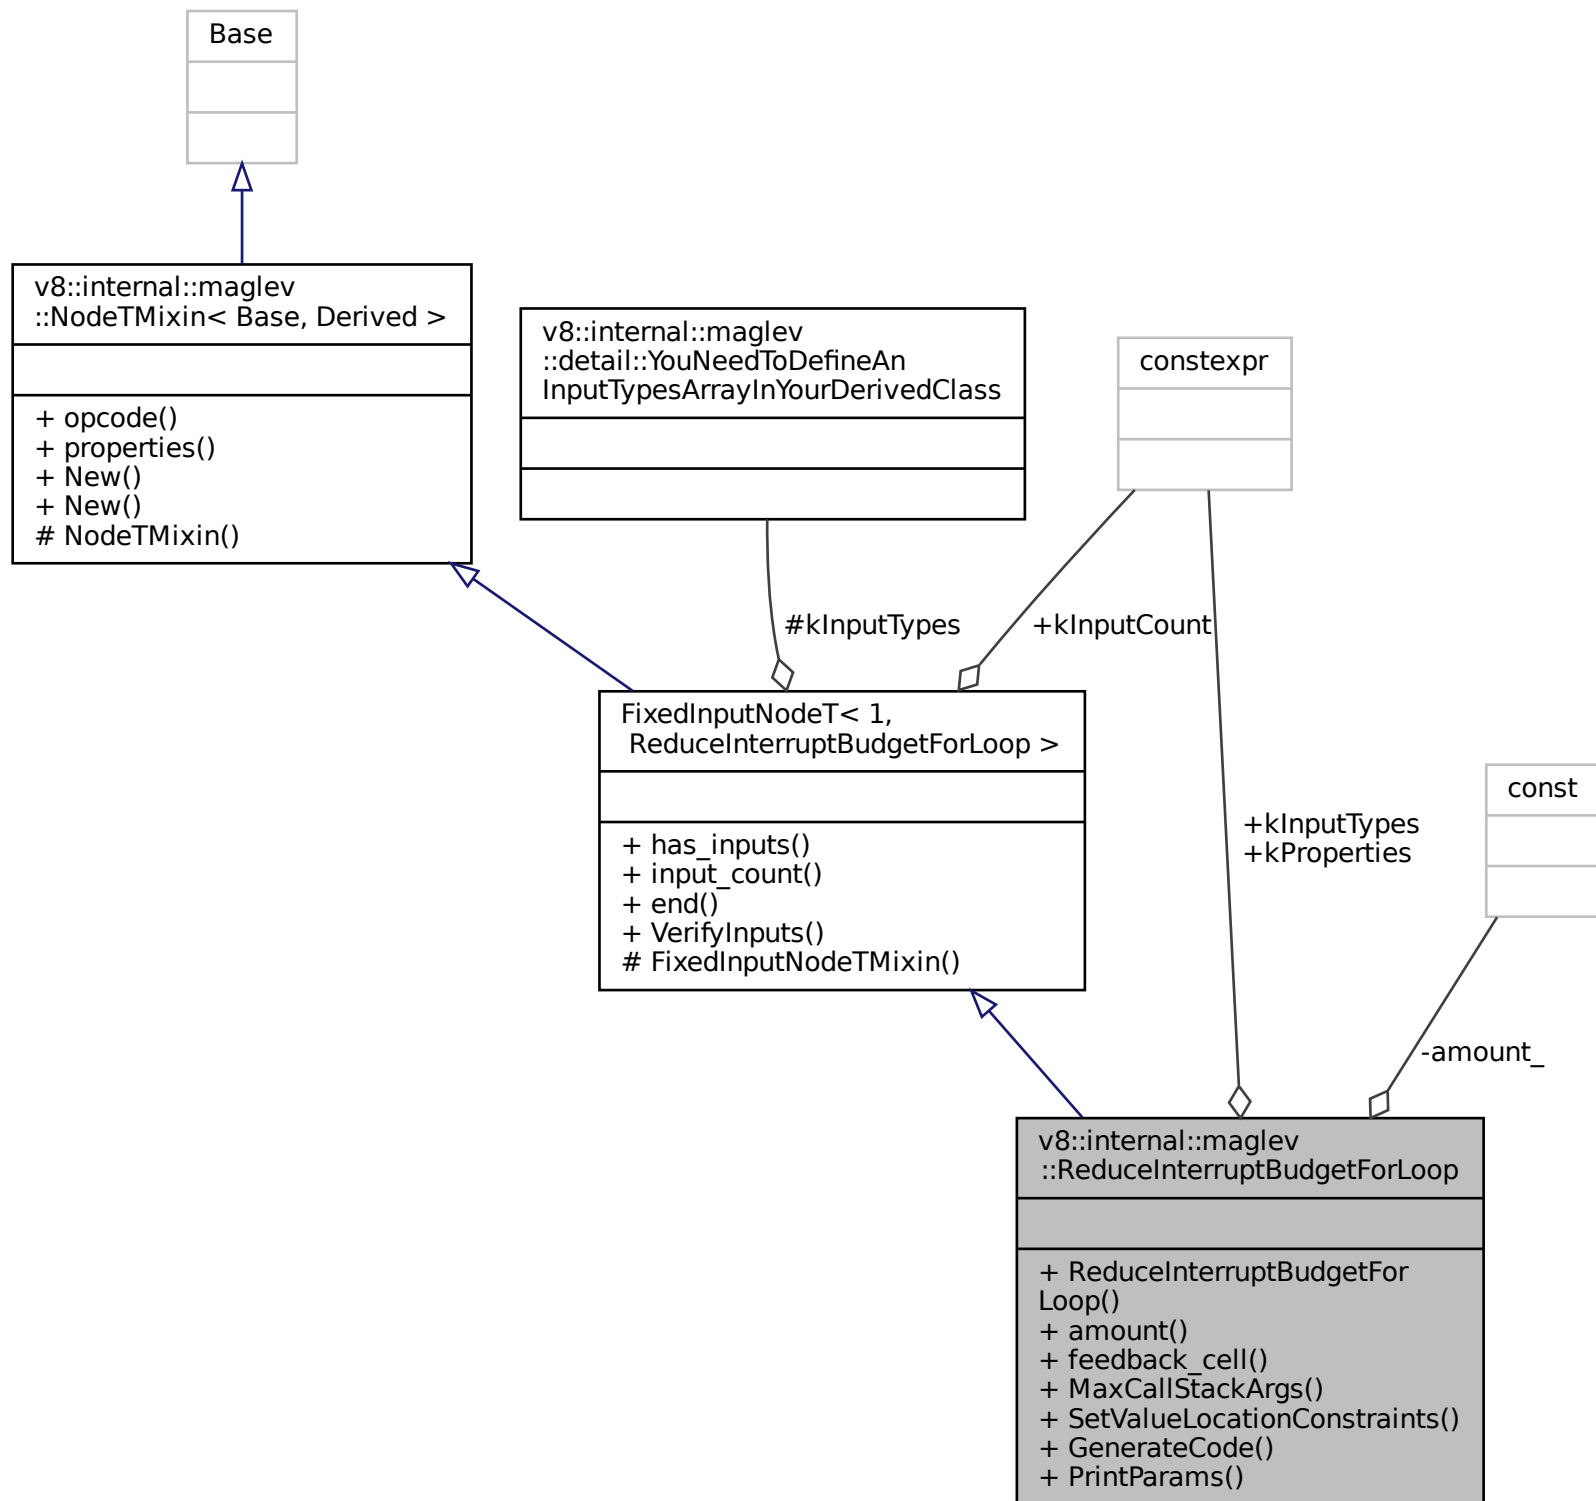 Base
v8::internal::maglev
::NodeTMixin< Base, Derived >
+ opcode()
+ properties()
+ New()
+ New()
# NodeTMixin()
v8::internal::maglev
::detail::YouNeedToDefineAn
InputTypesArrayInYourDerivedClass
constexpr
#kInputTypes
+kInputCount
FixedInputNodeT< 1,
ReduceInterruptBudgetForLoop >
+ has_inputs()
+ input_count()
+ end()
+ VerifyInputs()
# FixedInputNodeTMixin()
+kInputTypes
+kProperties
const
-amount_
v8::internal::maglev
::ReduceInterruptBudgetForLoop
+ ReduceInterruptBudgetFor
Loop()
+ amount()
+ feedback_cell()
+ MaxCallStackArgs()
+ SetValueLocationConstraints()
+ GenerateCode()
+ PrintParams()